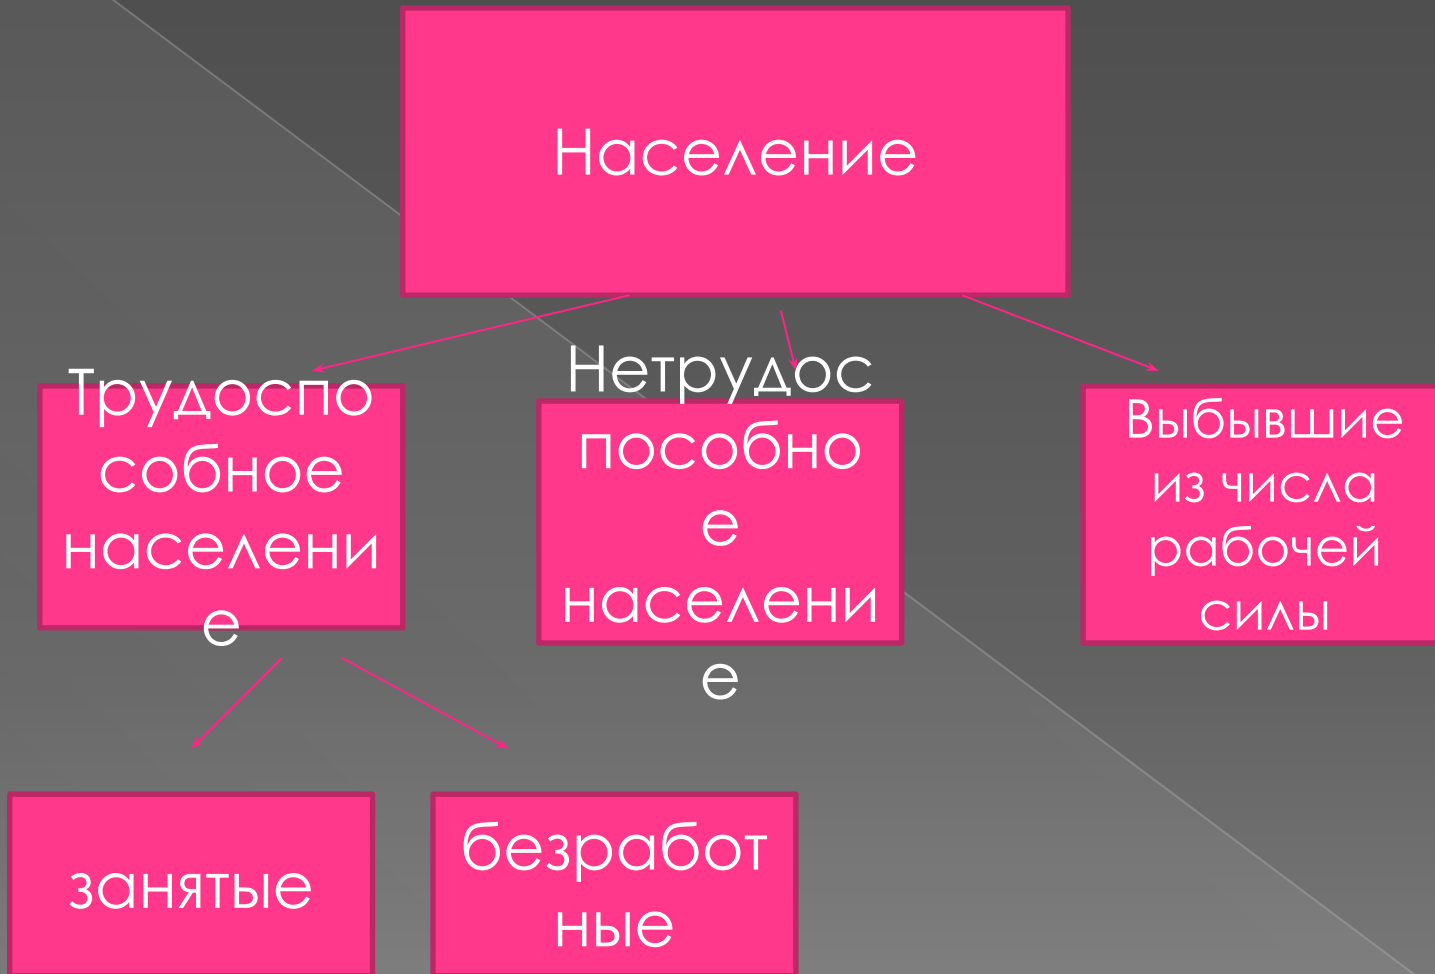 Население
Трудоспо
собное
населени
е
Нетрудос
пособно
е
населени
е
Выбывшие
из числа
рабочей
силы
занятые
безработ
ные